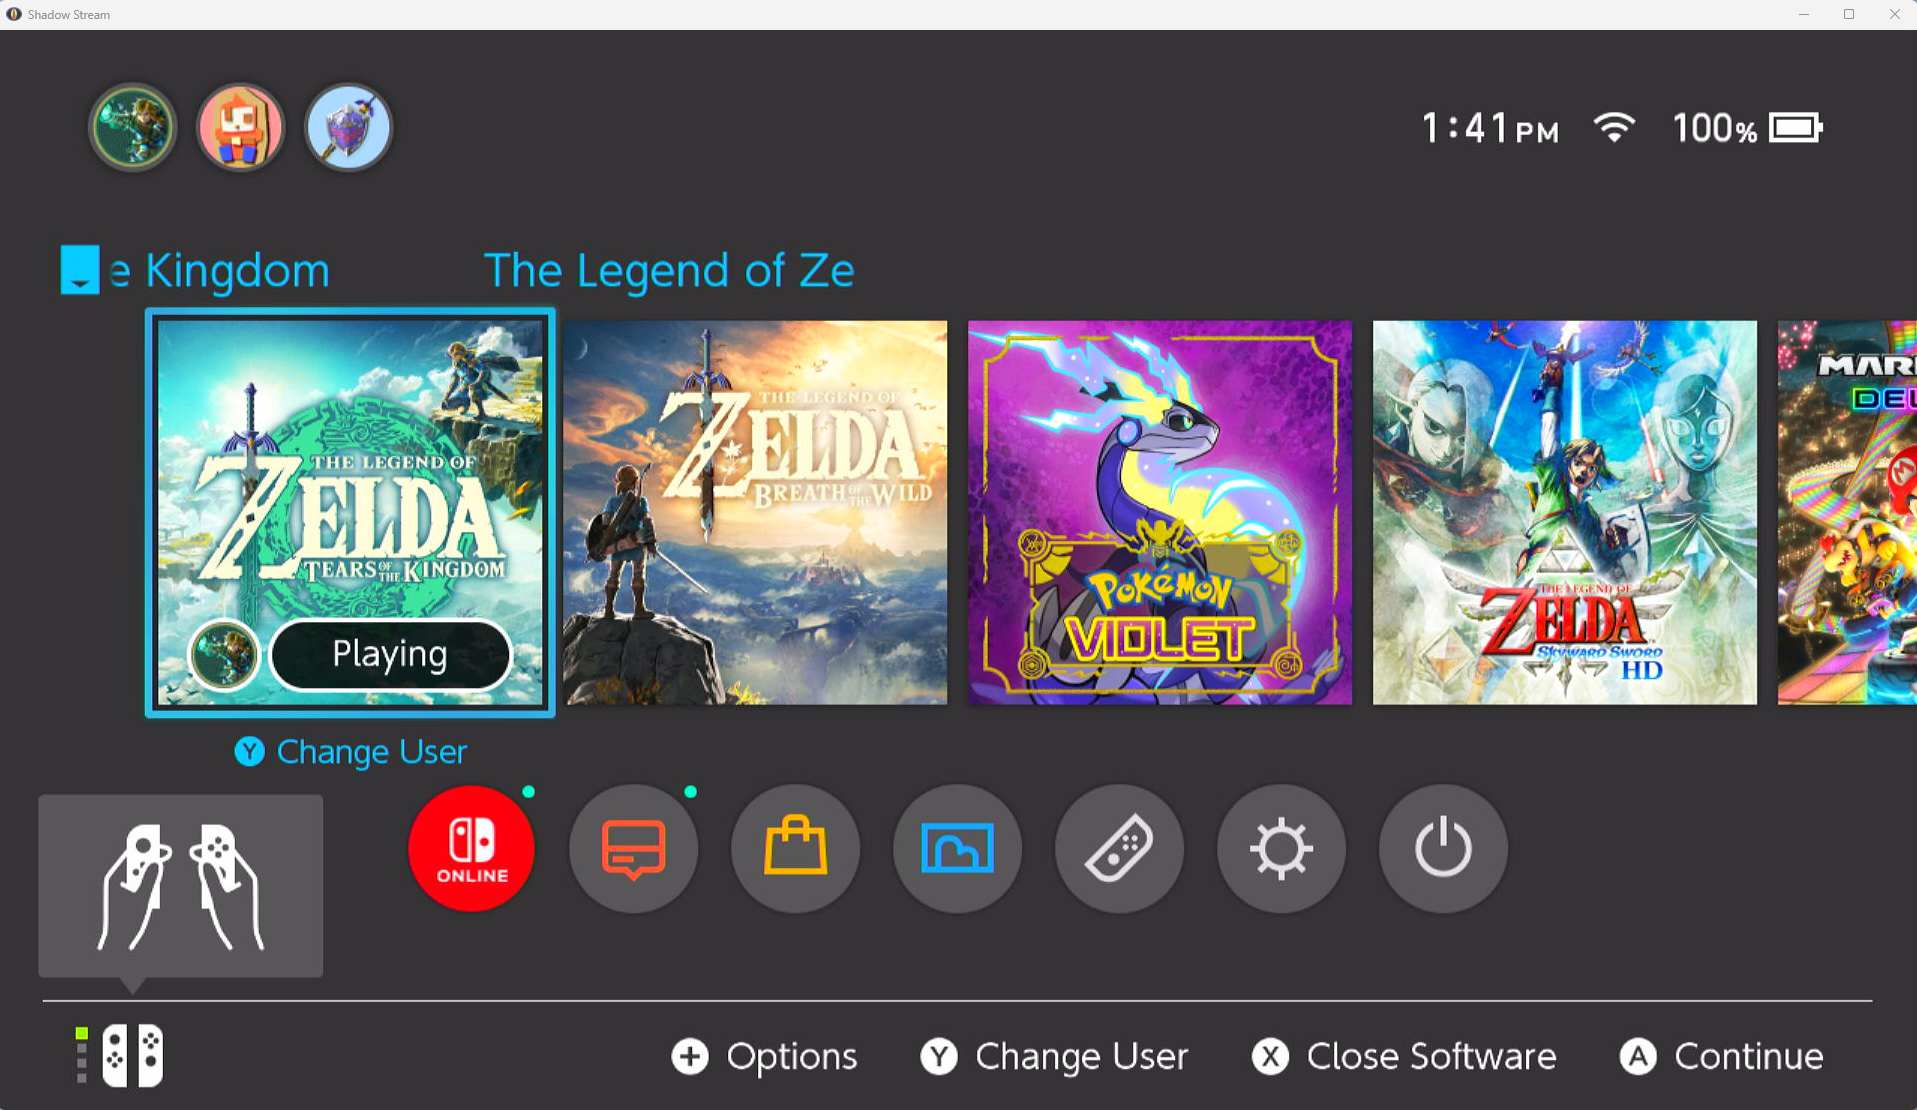 Shadow Stream
1:41 PM 100%
e Kingdom The Legend of Ze
THE LEGEND OF
ZELDA
TEARS OF THE KINGDOM
Playing
THE LEGEND OF
ZELDA
BREATH OF THE WILD
POKéMON
VIOLET
THE LEGEND OF
ZELDA
SKYWARD SWORD
HD
MAR
DEL
Y Change User
ONLINE
+ Options Y Change User X Close Software A Continue